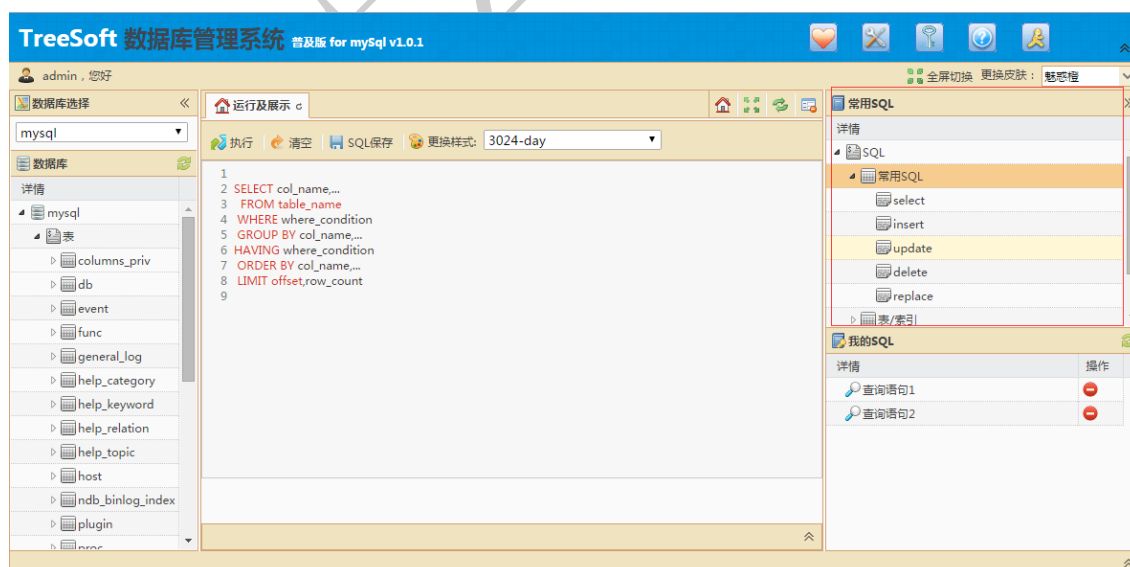 TreeSoft 数据库管理系统 普及版 for mySql v1.0.1
admin , 您好
全屏切换 更换皮肤 : 魅惑橙
数据库选择
mysql
数据库
详情
mysql
表
columns_priv
db
event
func
general_log
help_category
help_keyword
help_relation
help_topic
host
ndb_binlog_index
plugin
proc
运行及展示
执行 清空 SQL保存 更换样式: 3024-day
1
2 SELECT col_name,...
3 FROM table_name
4 WHERE where_condition
5 GROUP BY col_name,...
6 HAVING where_condition
7 ORDER BY col_name,...
8 LIMIT offset,row_count
9
常用SQL
详情
SQL
常用SQL
select
insert
update
delete
replace
表/索引
我的SQL
详情 操作
查询语句1
查询语句2